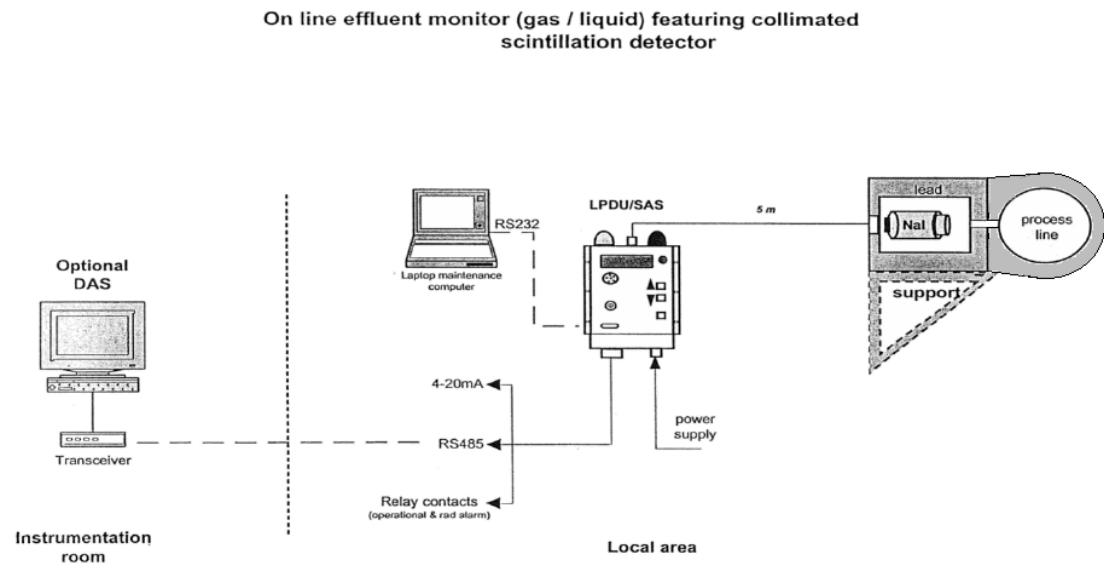 On line effluent monitor (gas / liquid) featuring collimated
scintillation detector
lead
LPDU/SAS
5 m
NaI
process
line
RS232
Laptop maintenance
computer
Optional
DAS
support
4-20mA
power
supply
RS485
Transceiver
Relay contacts
(operational & rad alarm)
Instrumentation
room
Local area